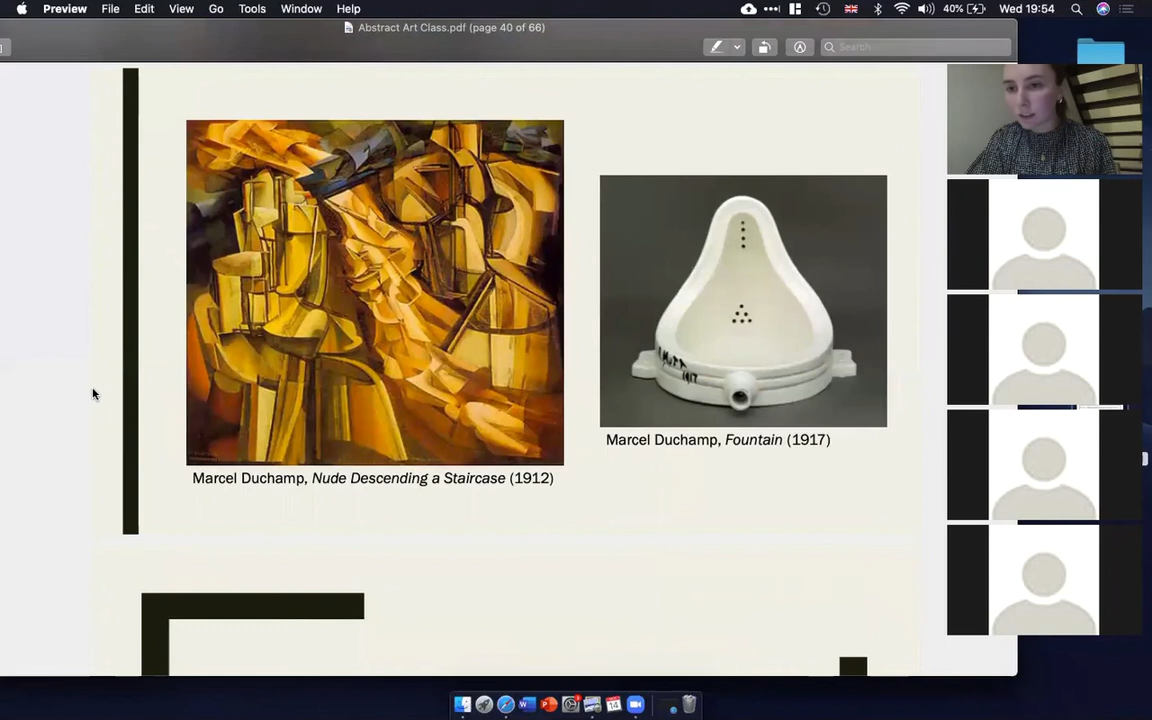 Preview File Edit View Go Tools Window Help 40% Wed 19:54
Abstract Art Class.pdf (page 40 of 66)
Search
R. MUTT
1917
Marcel Duchamp, Fountain (1917)
Marcel Duchamp, Nude Descending a Staircase (1912)
14